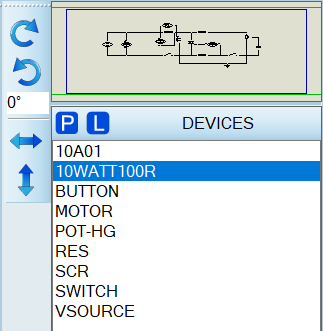 0°
P L DEVICES
10A01
10WATT100R
BUTTON
MOTOR
POT-HG
RES
SCR
SWITCH
VSOURCE